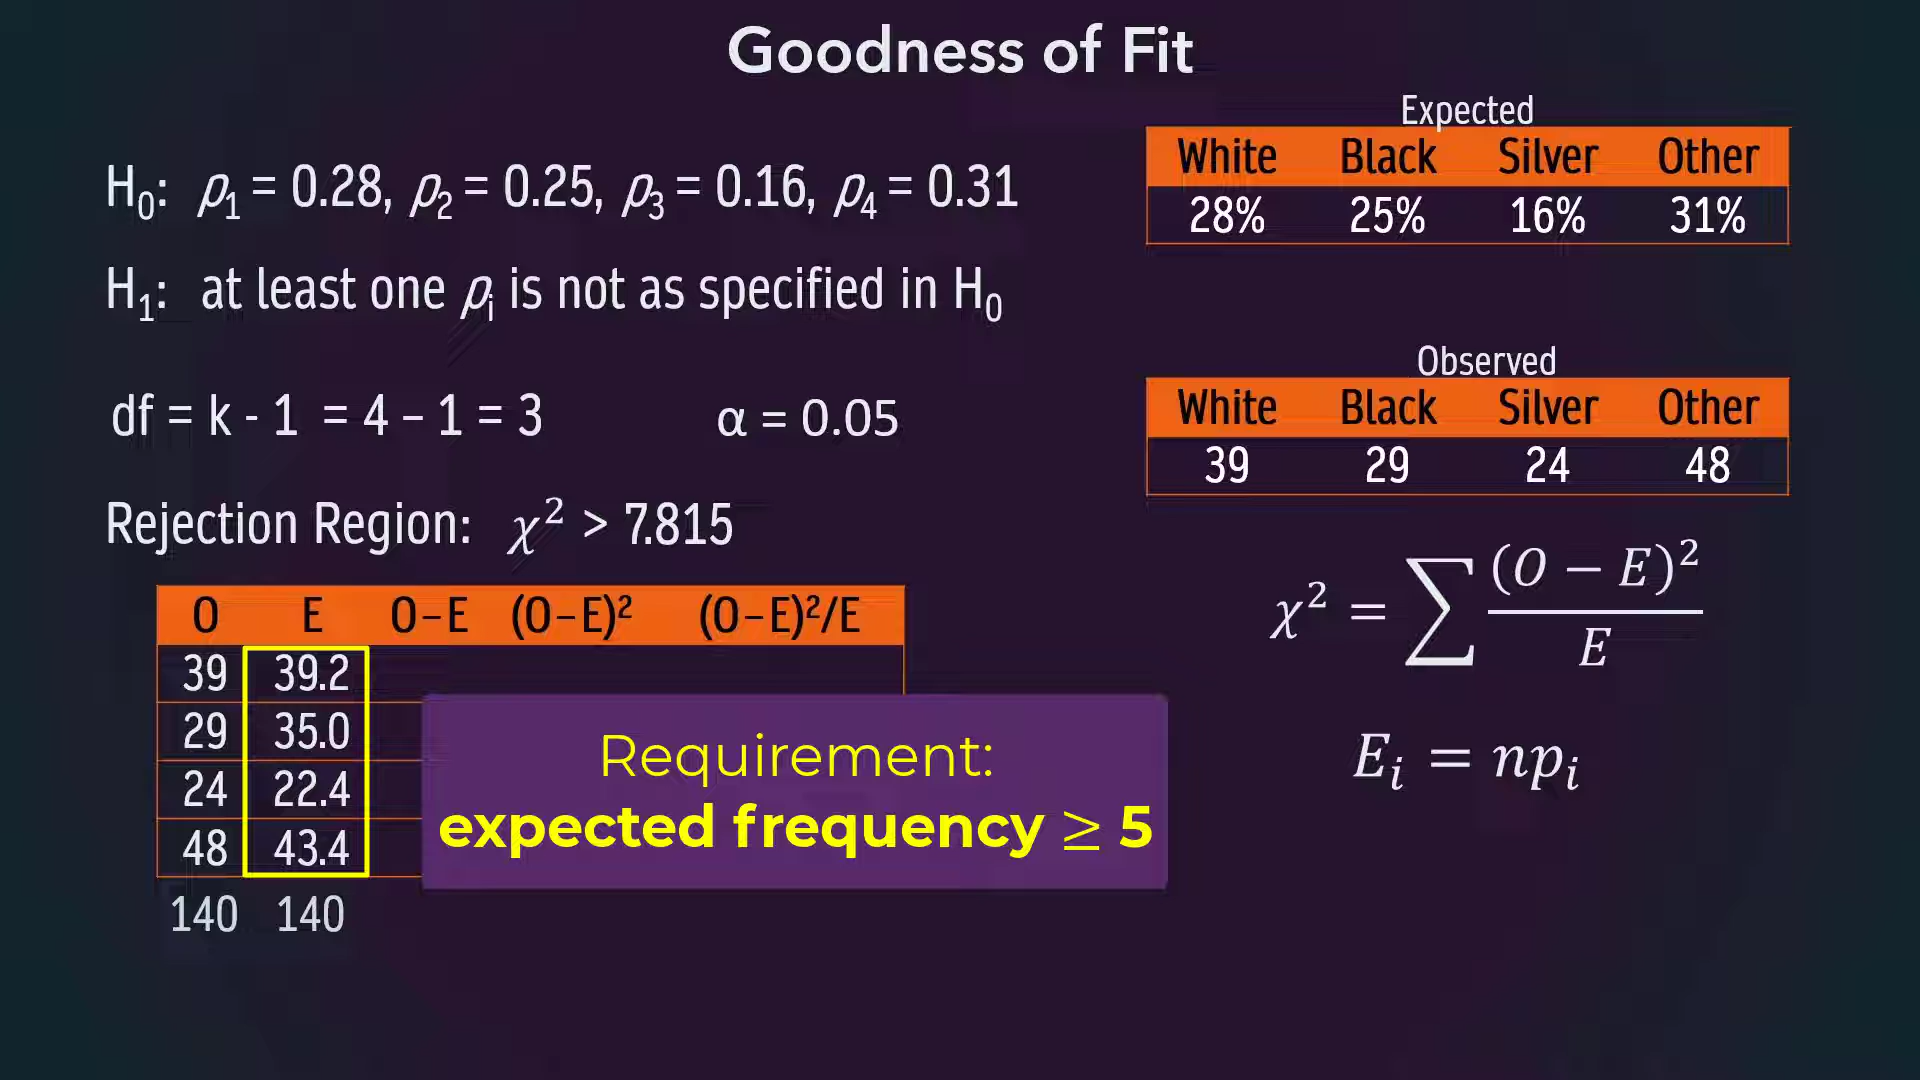 Goodness of Fit
H₀: p₁ = 0.28, p₂ = 0.25, p₃ = 0.16, p₄ = 0.31
H₁: at least one pᵢ is not as specified in H₀
df = k - 1 = 4 – 1 = 3 α = 0.05
Rejection Region: χ² > 7.815
O E O–E (O–E)² (O–E)²/E
39 39.2
29 35.0
24 22.4
48 43.4
140 140
Requirement:
expected frequency ≥ 5
Expected
White Black Silver Other
28% 25% 16% 31%
Observed
White Black Silver Other
39 29 24 48
χ² = ∑ (O − E)² / E
Eᵢ = npᵢ